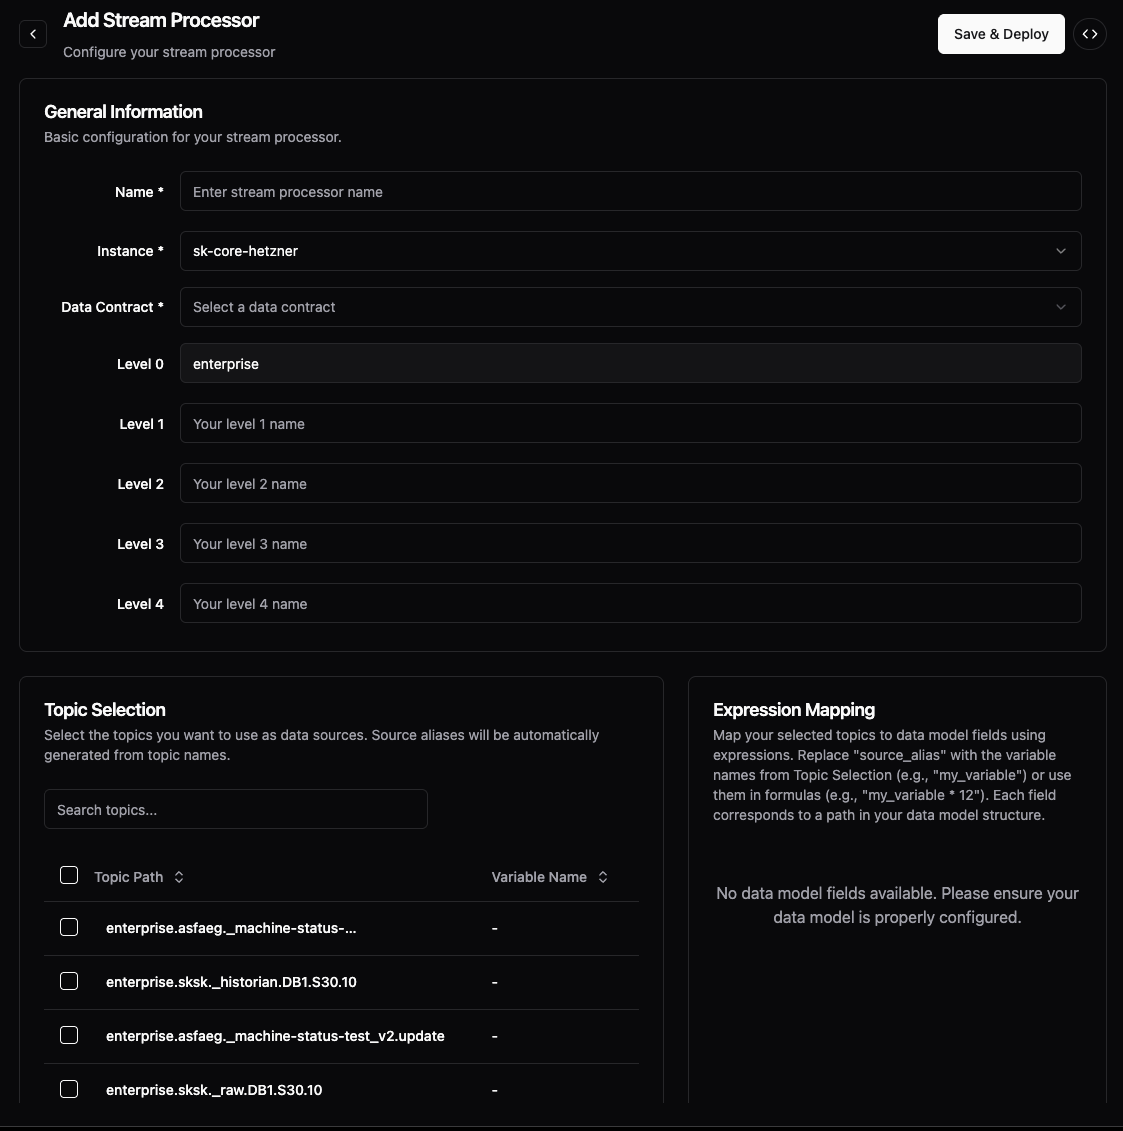 Add Stream Processor
Configure your stream processor
Save & Deploy
General Information
Basic configuration for your stream processor.
Name *
Enter stream processor name
Instance *
sk-core-hetzner
Data Contract *
Select a data contract
Level 0
enterprise
Level 1
Your level 1 name
Level 2
Your level 2 name
Level 3
Your level 3 name
Level 4
Your level 4 name
Topic Selection
Select the topics you want to use as data sources. Source aliases will be automatically
generated from topic names.
Search topics...
Topic Path
Variable Name
enterprise.asfaeg._machine-status-...
-
enterprise.sksk._historian.DB1.S30.10
-
enterprise.asfaeg._machine-status-test_v2.update
-
enterprise.sksk._raw.DB1.S30.10
-
Expression Mapping
Map your selected topics to data model fields using
expressions. Replace "source_alias" with the variable
names from Topic Selection (e.g., "my_variable") or use
them in formulas (e.g., "my_variable * 12"). Each field
corresponds to a path in your data model structure.
No data model fields available. Please ensure your
data model is properly configured.